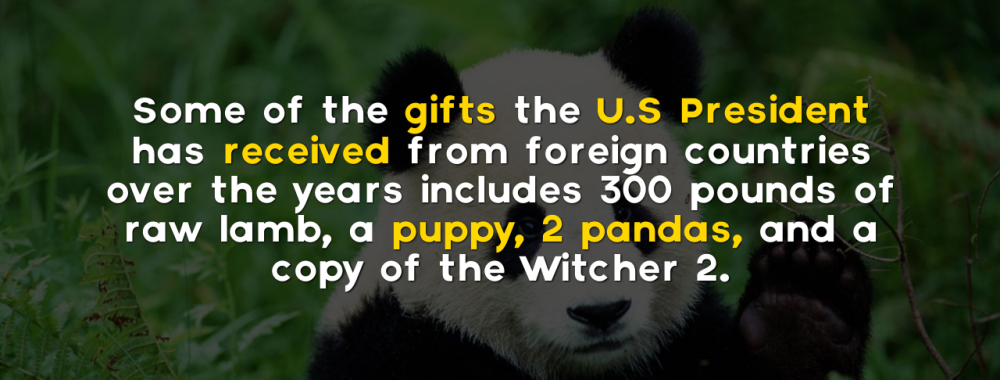 Some of the gifts the U.S President
has received from foreign countries
over the years includes 300 pounds of
raw lamb, a puppy, 2 pandas, and a
copy of the Witcher 2.